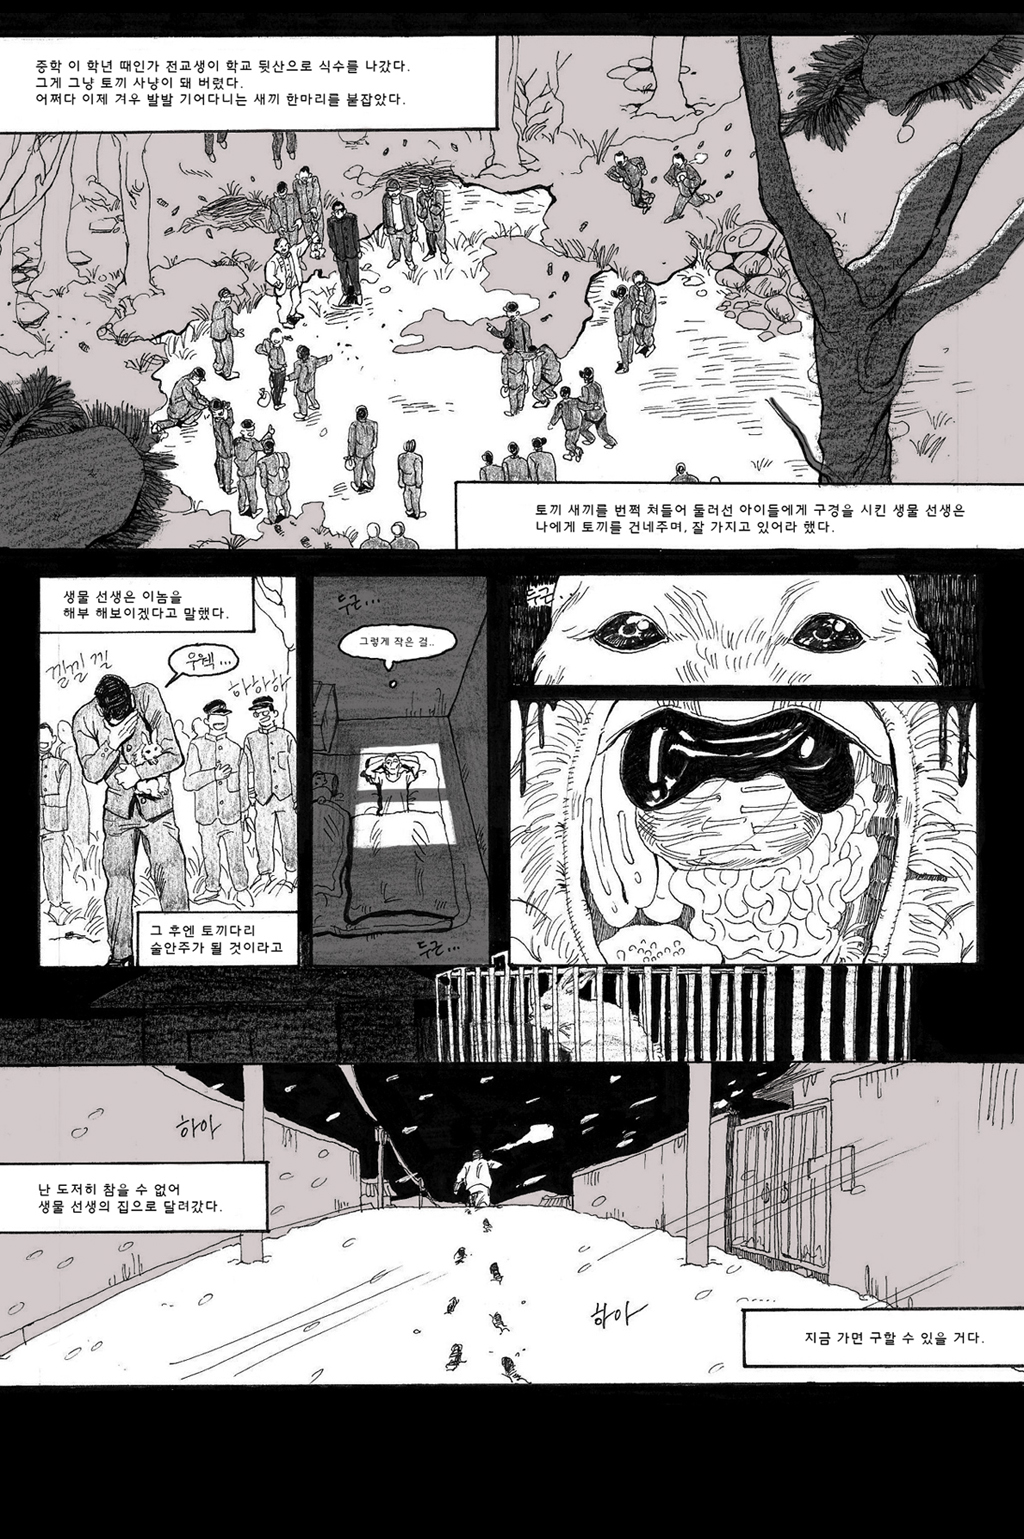 중학 이 학년 때인가 전교생이 학교 뒷산으로 식수를 나갔다.
그게 그냥 토끼 사냥이 돼 버렸다.
어쩌다 이제 겨우 발발 기어다니는 새끼 한마리를 붙잡았다.
토끼 새끼를 번쩍 처들어 둘러선 아이들에게 구경을 시킨 생물 선생은
나에게 토끼를 건네주며, 잘 가지고 있어라 했다.
생물 선생은 이놈을
해부 해보이겠다고 말했다.
깔낄낄
우웩...
하하하
그 후엔 토끼다리
술안주가 될 것이라고
두근...
그렇게 작은 걸..
두근...
두근...
하아
난 도저히 참을 수 없어
생물 선생의 집으로 달려갔다.
하아
지금 가면 구할 수 있을 거다.